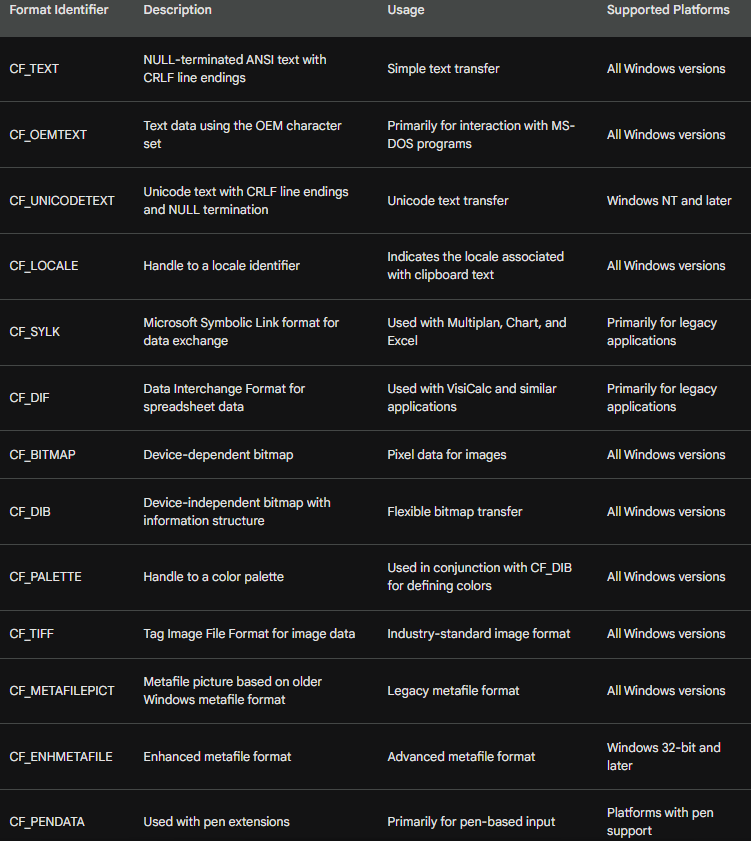 Format Identifier Description Usage Supported Platforms
CF_TEXT NULL-terminated ANSI text with CRLF line endings Simple text transfer All Windows versions
CF_OEMTEXT Text data using the OEM character set Primarily for interaction with MS-DOS programs All Windows versions
CF_UNICODETEXT Unicode text with CRLF line endings and NULL termination Unicode text transfer Windows NT and later
CF_LOCALE Handle to a locale identifier Indicates the locale associated with clipboard text All Windows versions
CF_SYLK Microsoft Symbolic Link format for data exchange Used with Multiplan, Chart, and Excel Primarily for legacy applications
CF_DIF Data Interchange Format for spreadsheet data Used with VisiCalc and similar applications Primarily for legacy applications
CF_BITMAP Device-dependent bitmap Pixel data for images All Windows versions
CF_DIB Device-independent bitmap with information structure Flexible bitmap transfer All Windows versions
CF_PALETTE Handle to a color palette Used in conjunction with CF_DIB for defining colors All Windows versions
CF_TIFF Tag Image File Format for image data Industry-standard image format All Windows versions
CF_METAFILEPICT Metafile picture based on older Windows metafile format Legacy metafile format All Windows versions
CF_ENHMETAFILE Enhanced metafile format Advanced metafile format Windows 32-bit and later
CF_PENDATA Used with pen extensions Primarily for pen-based input Platforms with pen support